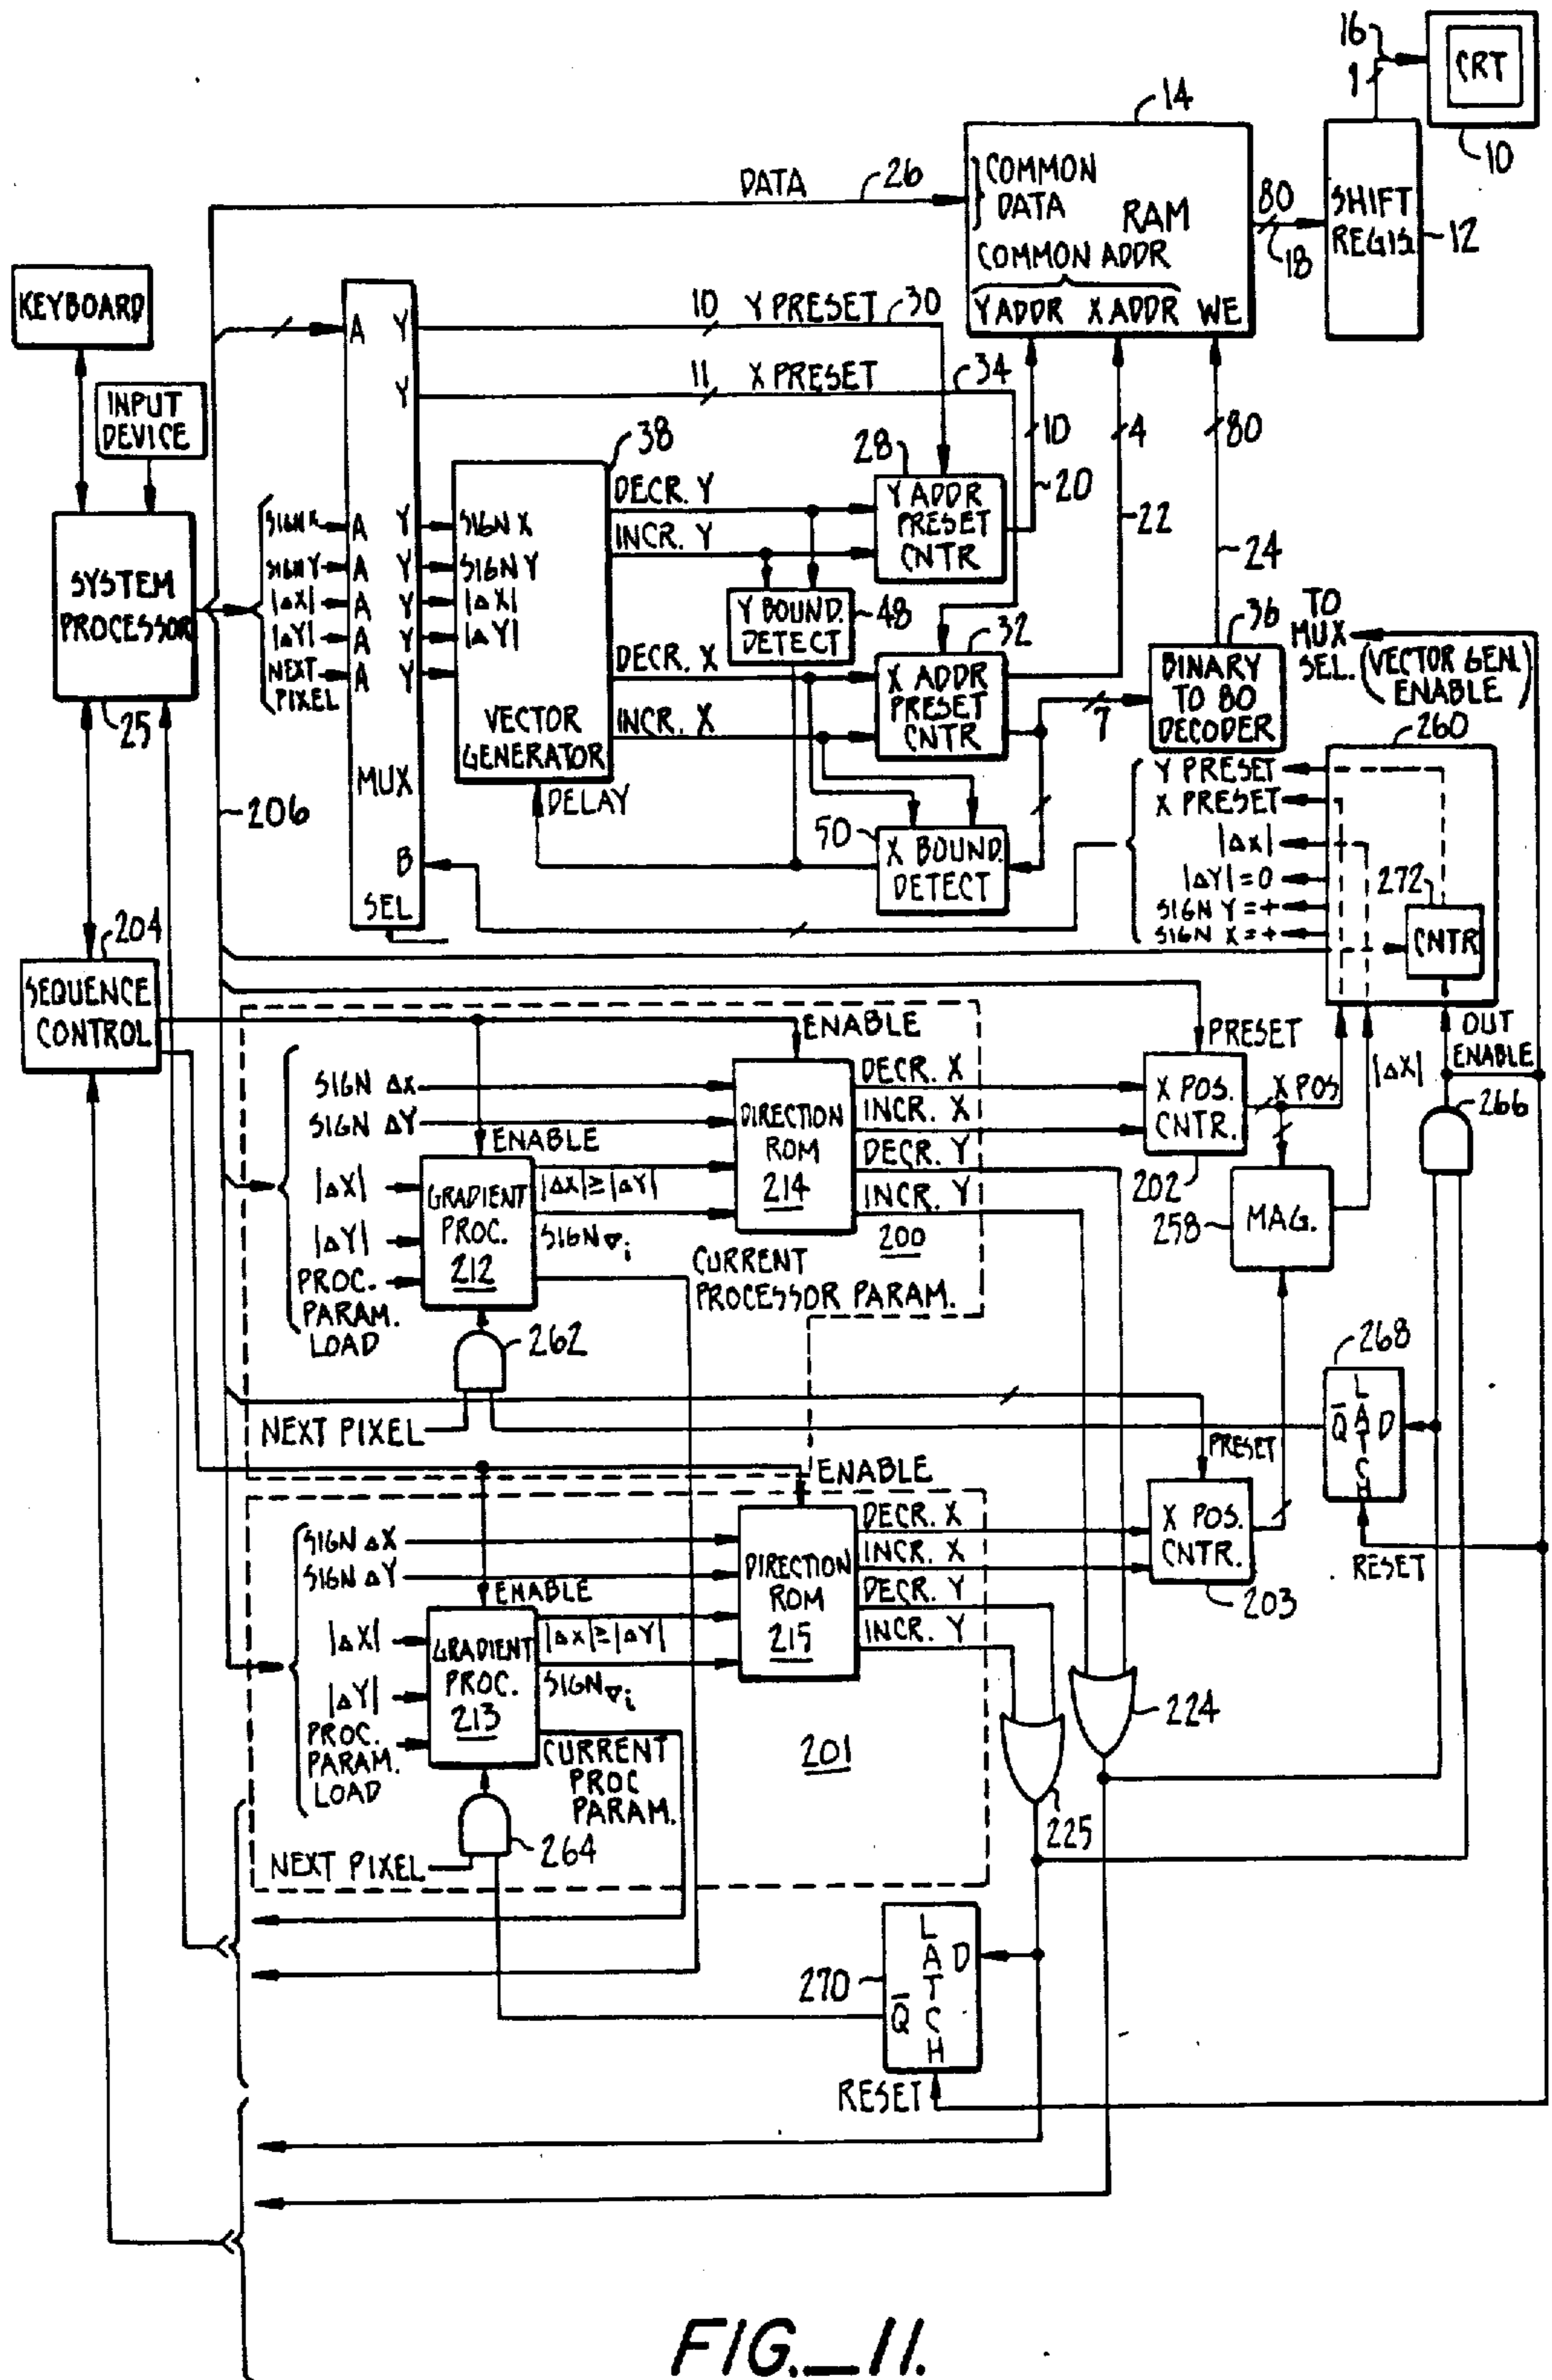 16
1
CRT
10
14
DATA
26
COMMON
DATA
RAM
COMMON ADDR
Y ADDR X ADDR WE
80
18
SHIFT
REGIS.
12
KEYBOARD
INPUT
DEVICE
A Y
10 Y PRESET 30
Y
11 X PRESET 34
38
DECR. Y
INCR. Y
28
Y ADDR
PRESET
CNTR
10
20
4
22
80
24
SYSTEM
PROCESSOR
25
SIGN X
SIGN Y
|ΔX|
|ΔY|
NEXT
PIXEL
A Y
A Y
A Y
A Y
A Y
SIGN X
SIGN Y
|ΔX|
|ΔY|
VECTOR
GENERATOR
Y BOUND.
DETECT
48
DECR. X
INCR. X
32
X ADDR
PRESET
CNTR
7
36
BINARY
TO 80
DECODER
TO
MUX
SEL.
(VECTOR GEN.
ENABLE)
260
MUX
DELAY
206
B
SEL
50
X BOUND.
DETECT
Y PRESET
X PRESET
|ΔX|
|ΔY|=0
SIGN Y=+
SIGN X=+
272
CNTR
204
SEQUENCE
CONTROL
ENABLE
PRESET
OUT
ENABLE
SIGN ΔX
SIGN ΔY
ENABLE
|ΔX|
|ΔY|
PROC.
PARAM.
LOAD
GRADIENT
PROC.
212
|ΔX|≥|ΔY|
SIGN∇i
DIRECTION
ROM
214
DECR. X
INCR. X
DECR. Y
INCR. Y
200
CURRENT
PROCESSOR PARAM.
X POS.
CNTR.
202
X POS
|ΔX|
266
258
MAG.
262
NEXT PIXEL
268
LATCH
Q̅ D
RESET
PRESET
ENABLE
SIGN ΔX
SIGN ΔY
ENABLE
|ΔX|
|ΔY|
PROC.
PARAM.
LOAD
GRADIENT
PROC.
213
|ΔX|≥|ΔY|
SIGN∇i
DIRECTION
ROM
215
DECR. X
INCR. X
DECR. Y
INCR. Y
X POS.
CNTR.
203
CURRENT
PROC
PARAM.
201
224
225
264
NEXT PIXEL
270
LATCH
D
Q̅
RESET
FIG._11.